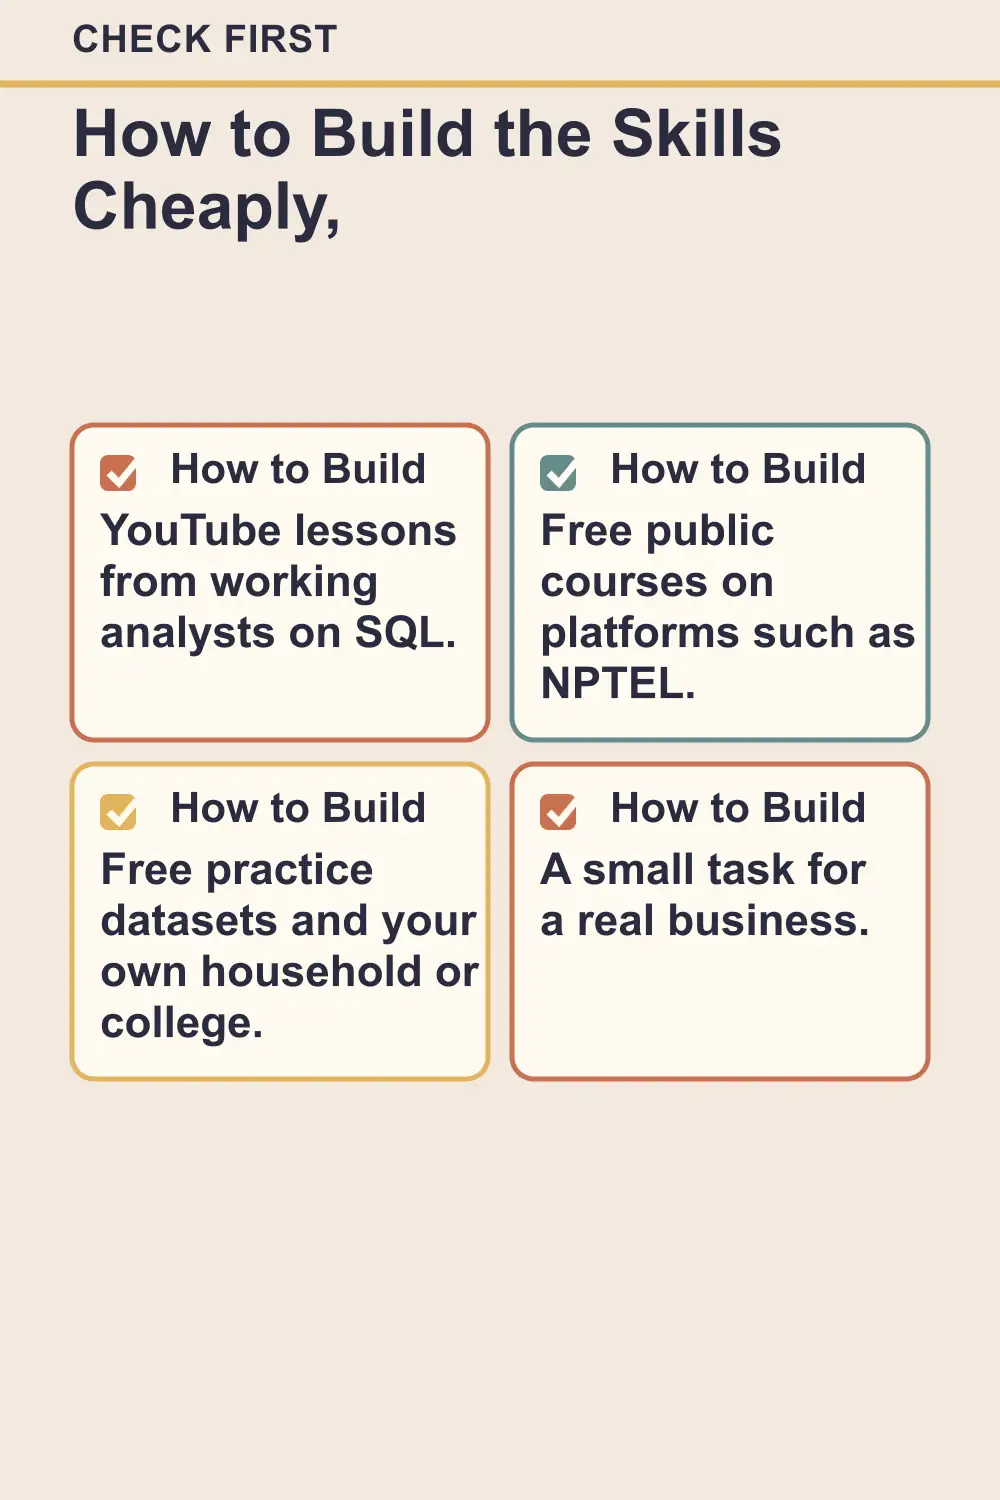 CHECK FIRST
How to Build the Skills
Cheaply,
How to Build
YouTube lessons
from working
analysts on SQL.
How to Build
Free public
courses on
platforms such as
NPTEL.
How to Build
Free practice
datasets and your
own household or
college.
How to Build
A small task for
a real business.